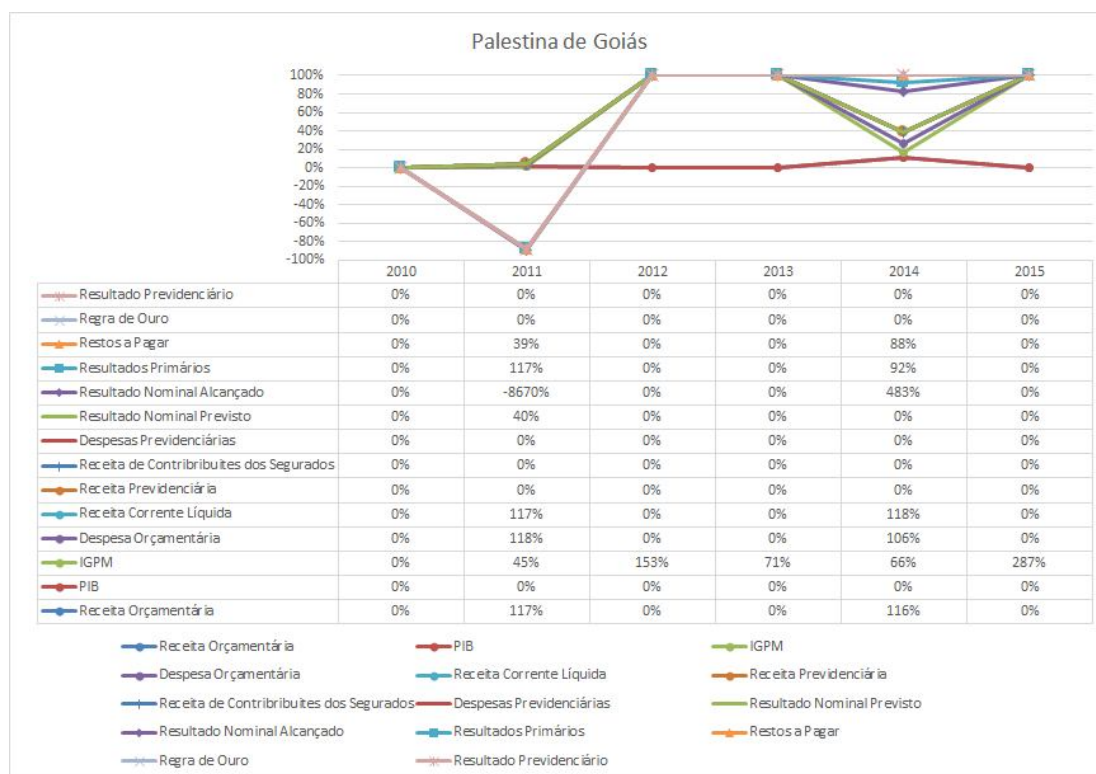 Palestina de Goiás
100%
80%
60%
40%
20%
0%
-20%
-40%
-60%
-80%
-100%
2010 2011 2012 2013 2014 2015
Resultado Previdenciário 0% 0% 0% 0% 0% 0%
Regra de Ouro 0% 0% 0% 0% 0% 0%
Restos a Pagar 0% 39% 0% 0% 88% 0%
Resultados Primários 0% 117% 0% 0% 92% 0%
Resultado Nominal Alcançado 0% -8670% 0% 0% 483% 0%
Resultado Nominal Previsto 0% 40% 0% 0% 0% 0%
Despesas Previdenciárias 0% 0% 0% 0% 0% 0%
Receita de Contribribuites dos Segurados 0% 0% 0% 0% 0% 0%
Receita Previdenciária 0% 0% 0% 0% 0% 0%
Receita Corrente Líquida 0% 117% 0% 0% 118% 0%
Despesa Orçamentária 0% 118% 0% 0% 106% 0%
IGPM 0% 45% 153% 71% 66% 287%
PIB 0% 0% 0% 0% 0% 0%
Receita Orçamentária 0% 117% 0% 0% 116% 0%
Receita Orçamentária PIB IGPM
Despesa Orçamentária Receita Corrente Líquida Receita Previdenciária
Receita de Contribribuites dos Segurados Despesas Previdenciárias Resultado Nominal Previsto
Resultado Nominal Alcançado Resultados Primários Restos a Pagar
Regra de Ouro Resultado Previdenciário